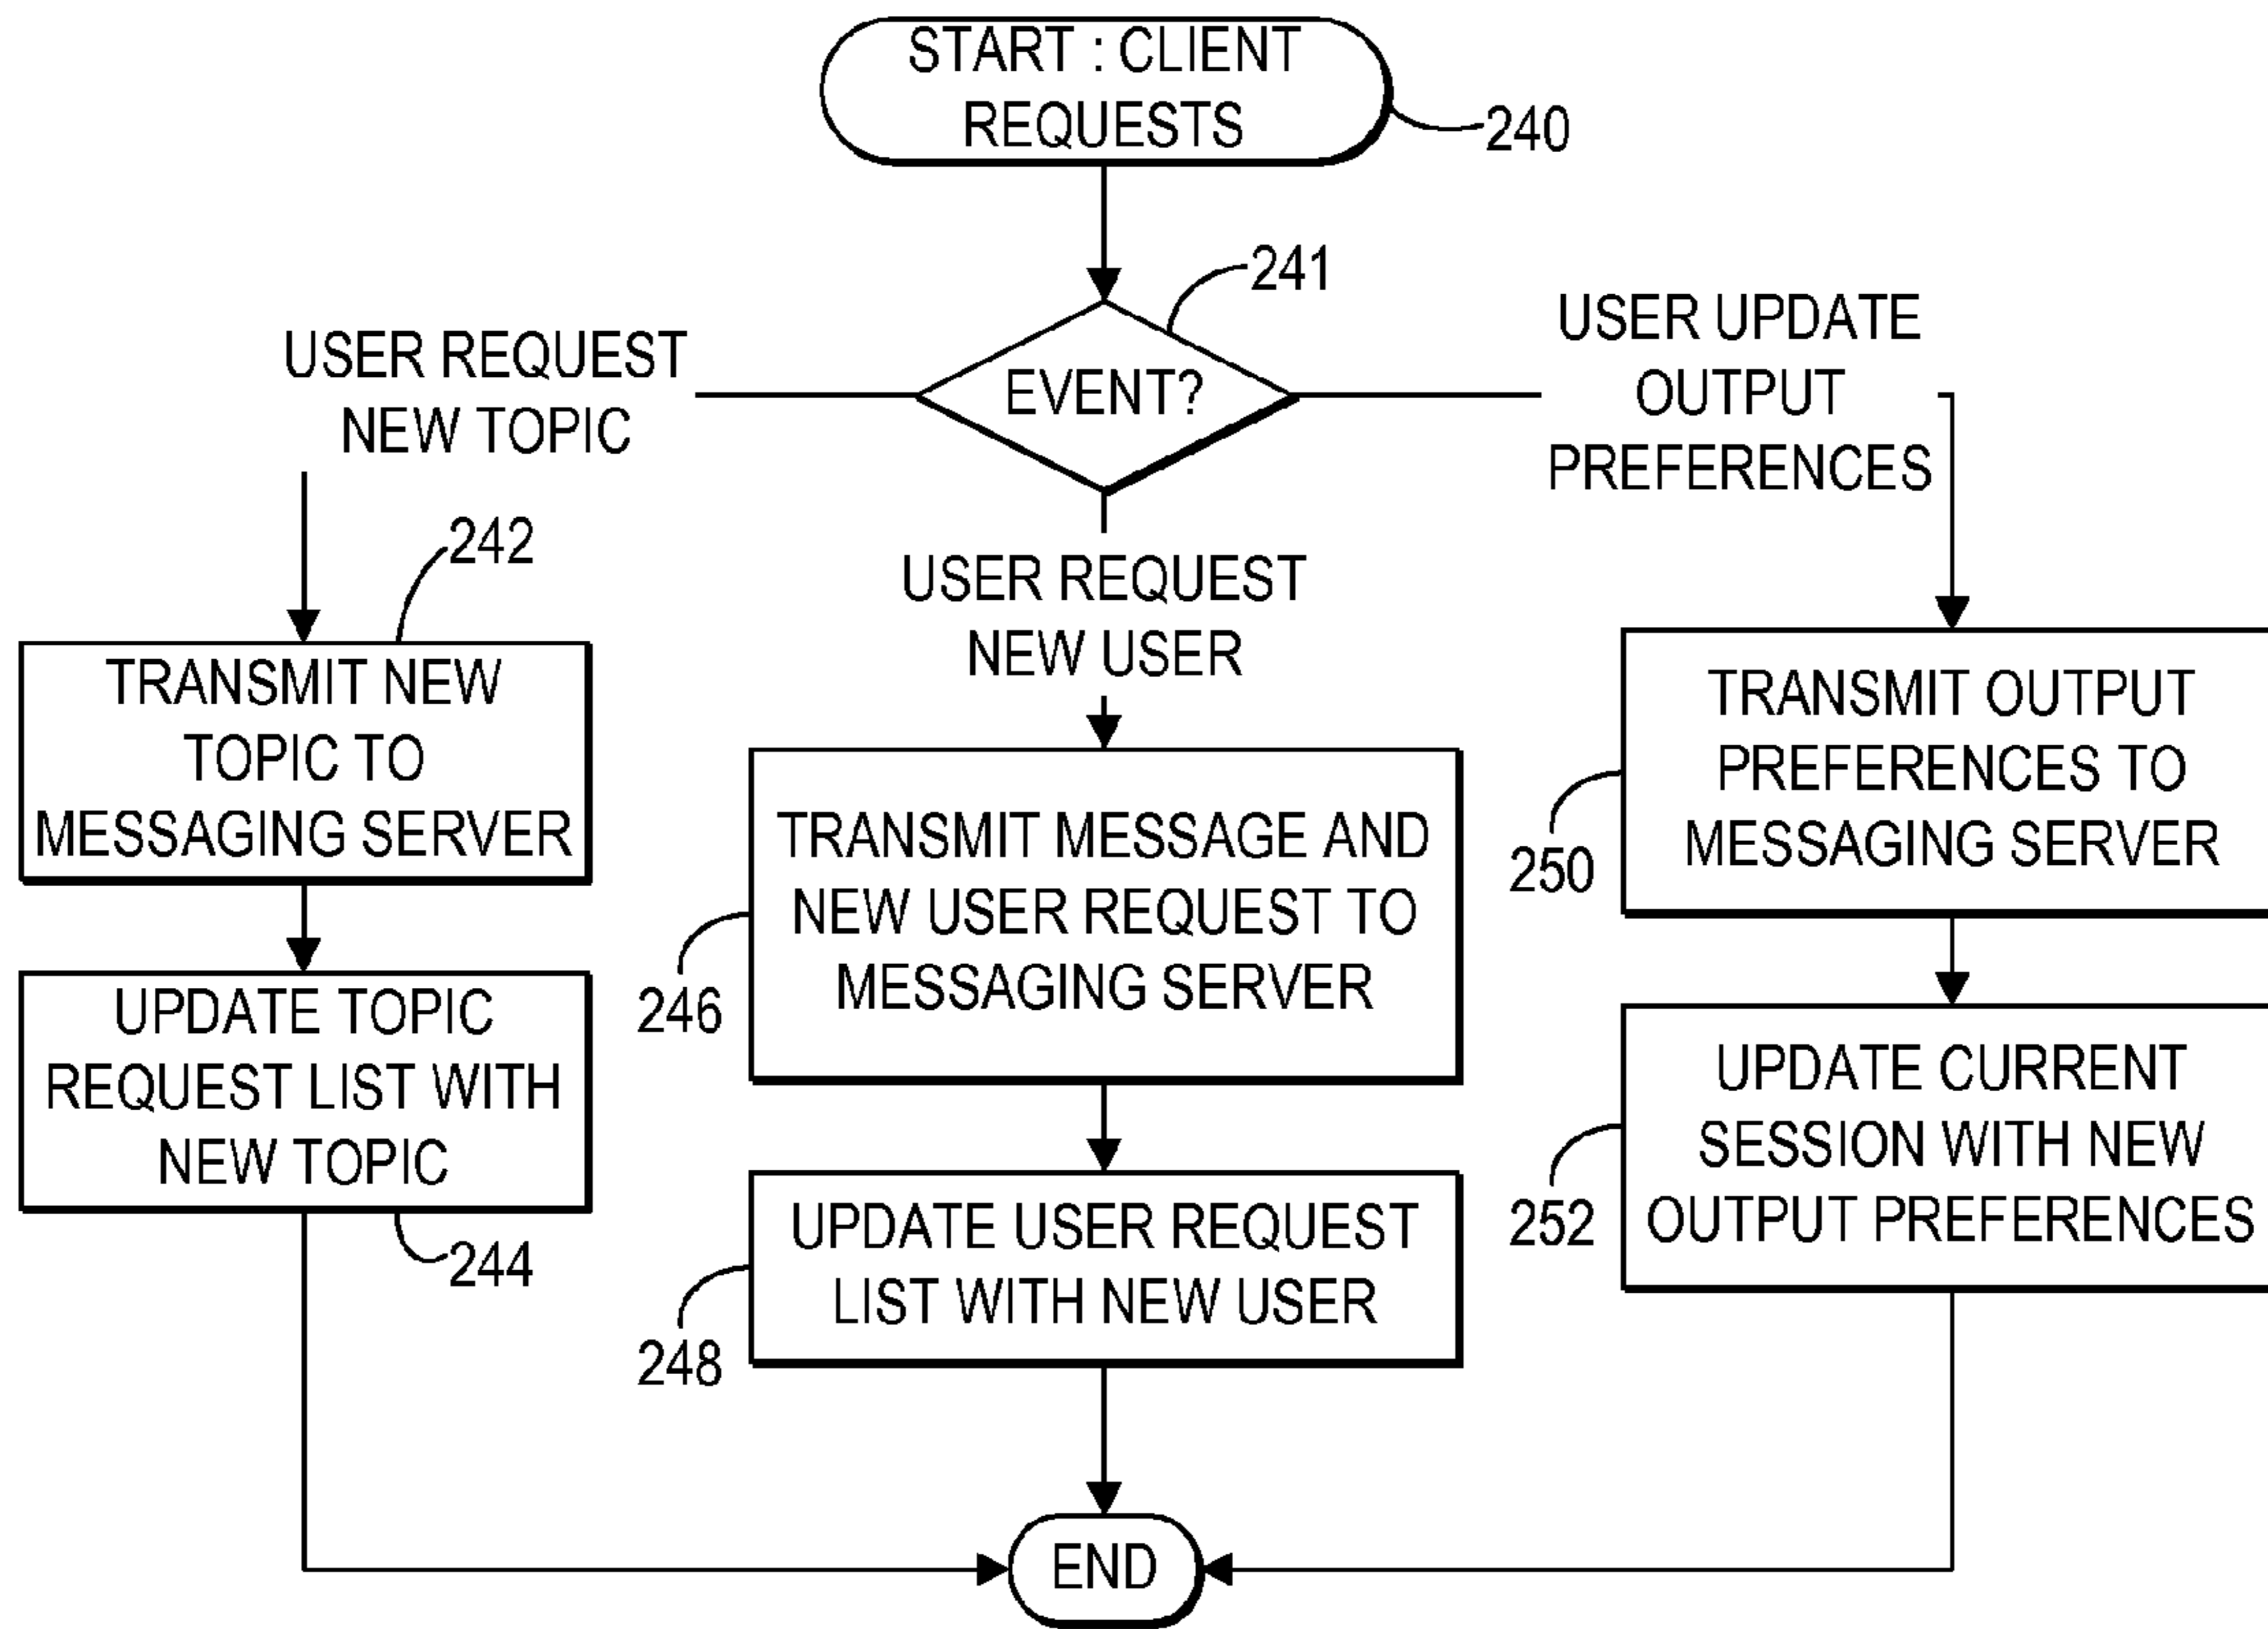 START : CLIENT
REQUESTS
240
241
EVENT?
USER REQUEST
NEW TOPIC
242
TRANSMIT NEW
TOPIC TO
MESSAGING SERVER
UPDATE TOPIC
REQUEST LIST WITH
NEW TOPIC
244
USER REQUEST
NEW USER
TRANSMIT MESSAGE AND
NEW USER REQUEST TO
MESSAGING SERVER
246
UPDATE USER REQUEST
LIST WITH NEW USER
248
USER UPDATE
OUTPUT
PREFERENCES
TRANSMIT OUTPUT
PREFERENCES TO
MESSAGING SERVER
250
UPDATE CURRENT
SESSION WITH NEW
OUTPUT PREFERENCES
252
END